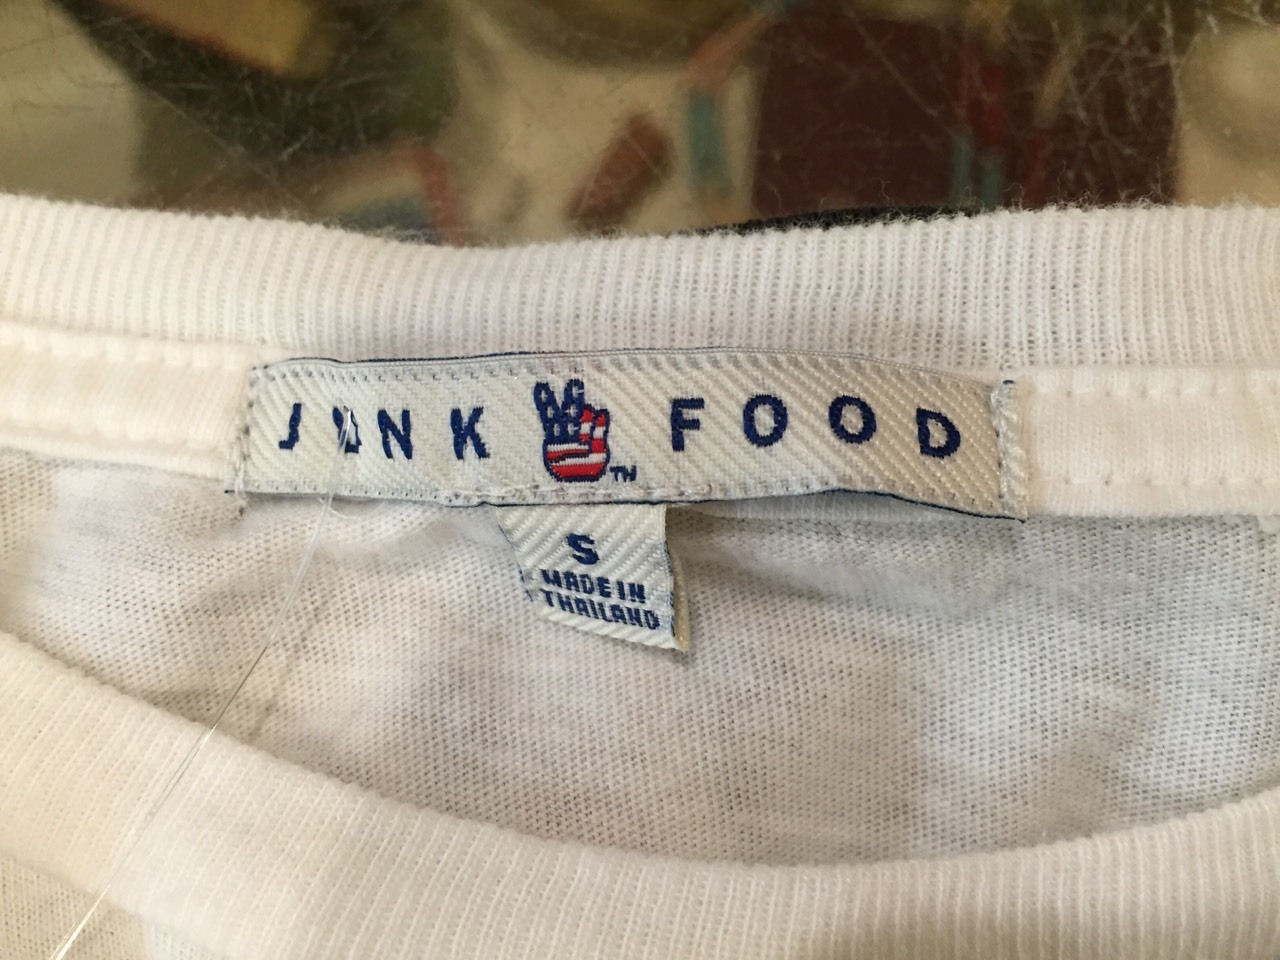 JUNK FOOD
TM
S
MADE IN
THAILAND